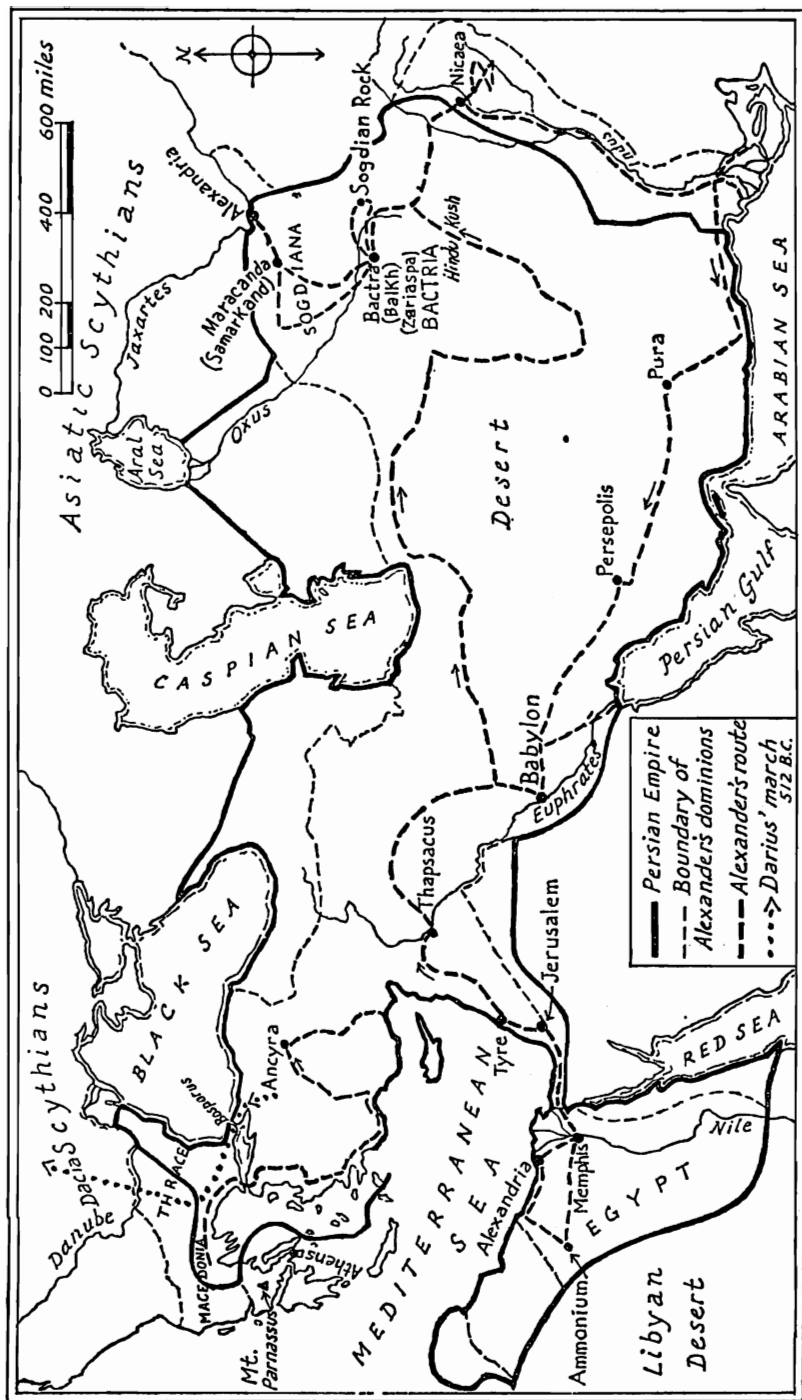 0 100 200 400 600 miles
N
Asiatic Scythians
Scythians
Jaxartes
Aral
Sea
Oxus
Alexandria
Maracanda
(Samarkand)
SOGDIANA
Sogdian Rock
Bactra
(Balkh)
(Zariaspa)
BACTRIA
Hindu Kush
Nicaea
Indus
CASPIAN SEA
BLACK SEA
Bosporus
Danube
Dacia
THRACE
MACEDONIA
Mt.
Parnassus
Athens
Ancyra
MEDITERRANEAN
SEA
Thapsacus
Tyre
Jerusalem
Babylon
Euphrates
Desert
Persepolis
Pura
Persian Gulf
ARABIAN SEA
RED SEA
Alexandria
Memphis
Nile
EGYPT
Ammonium
Libyan
Desert
Persian Empire
Boundary of
Alexander's dominions
Alexander's route
Darius' march
512 B.C.